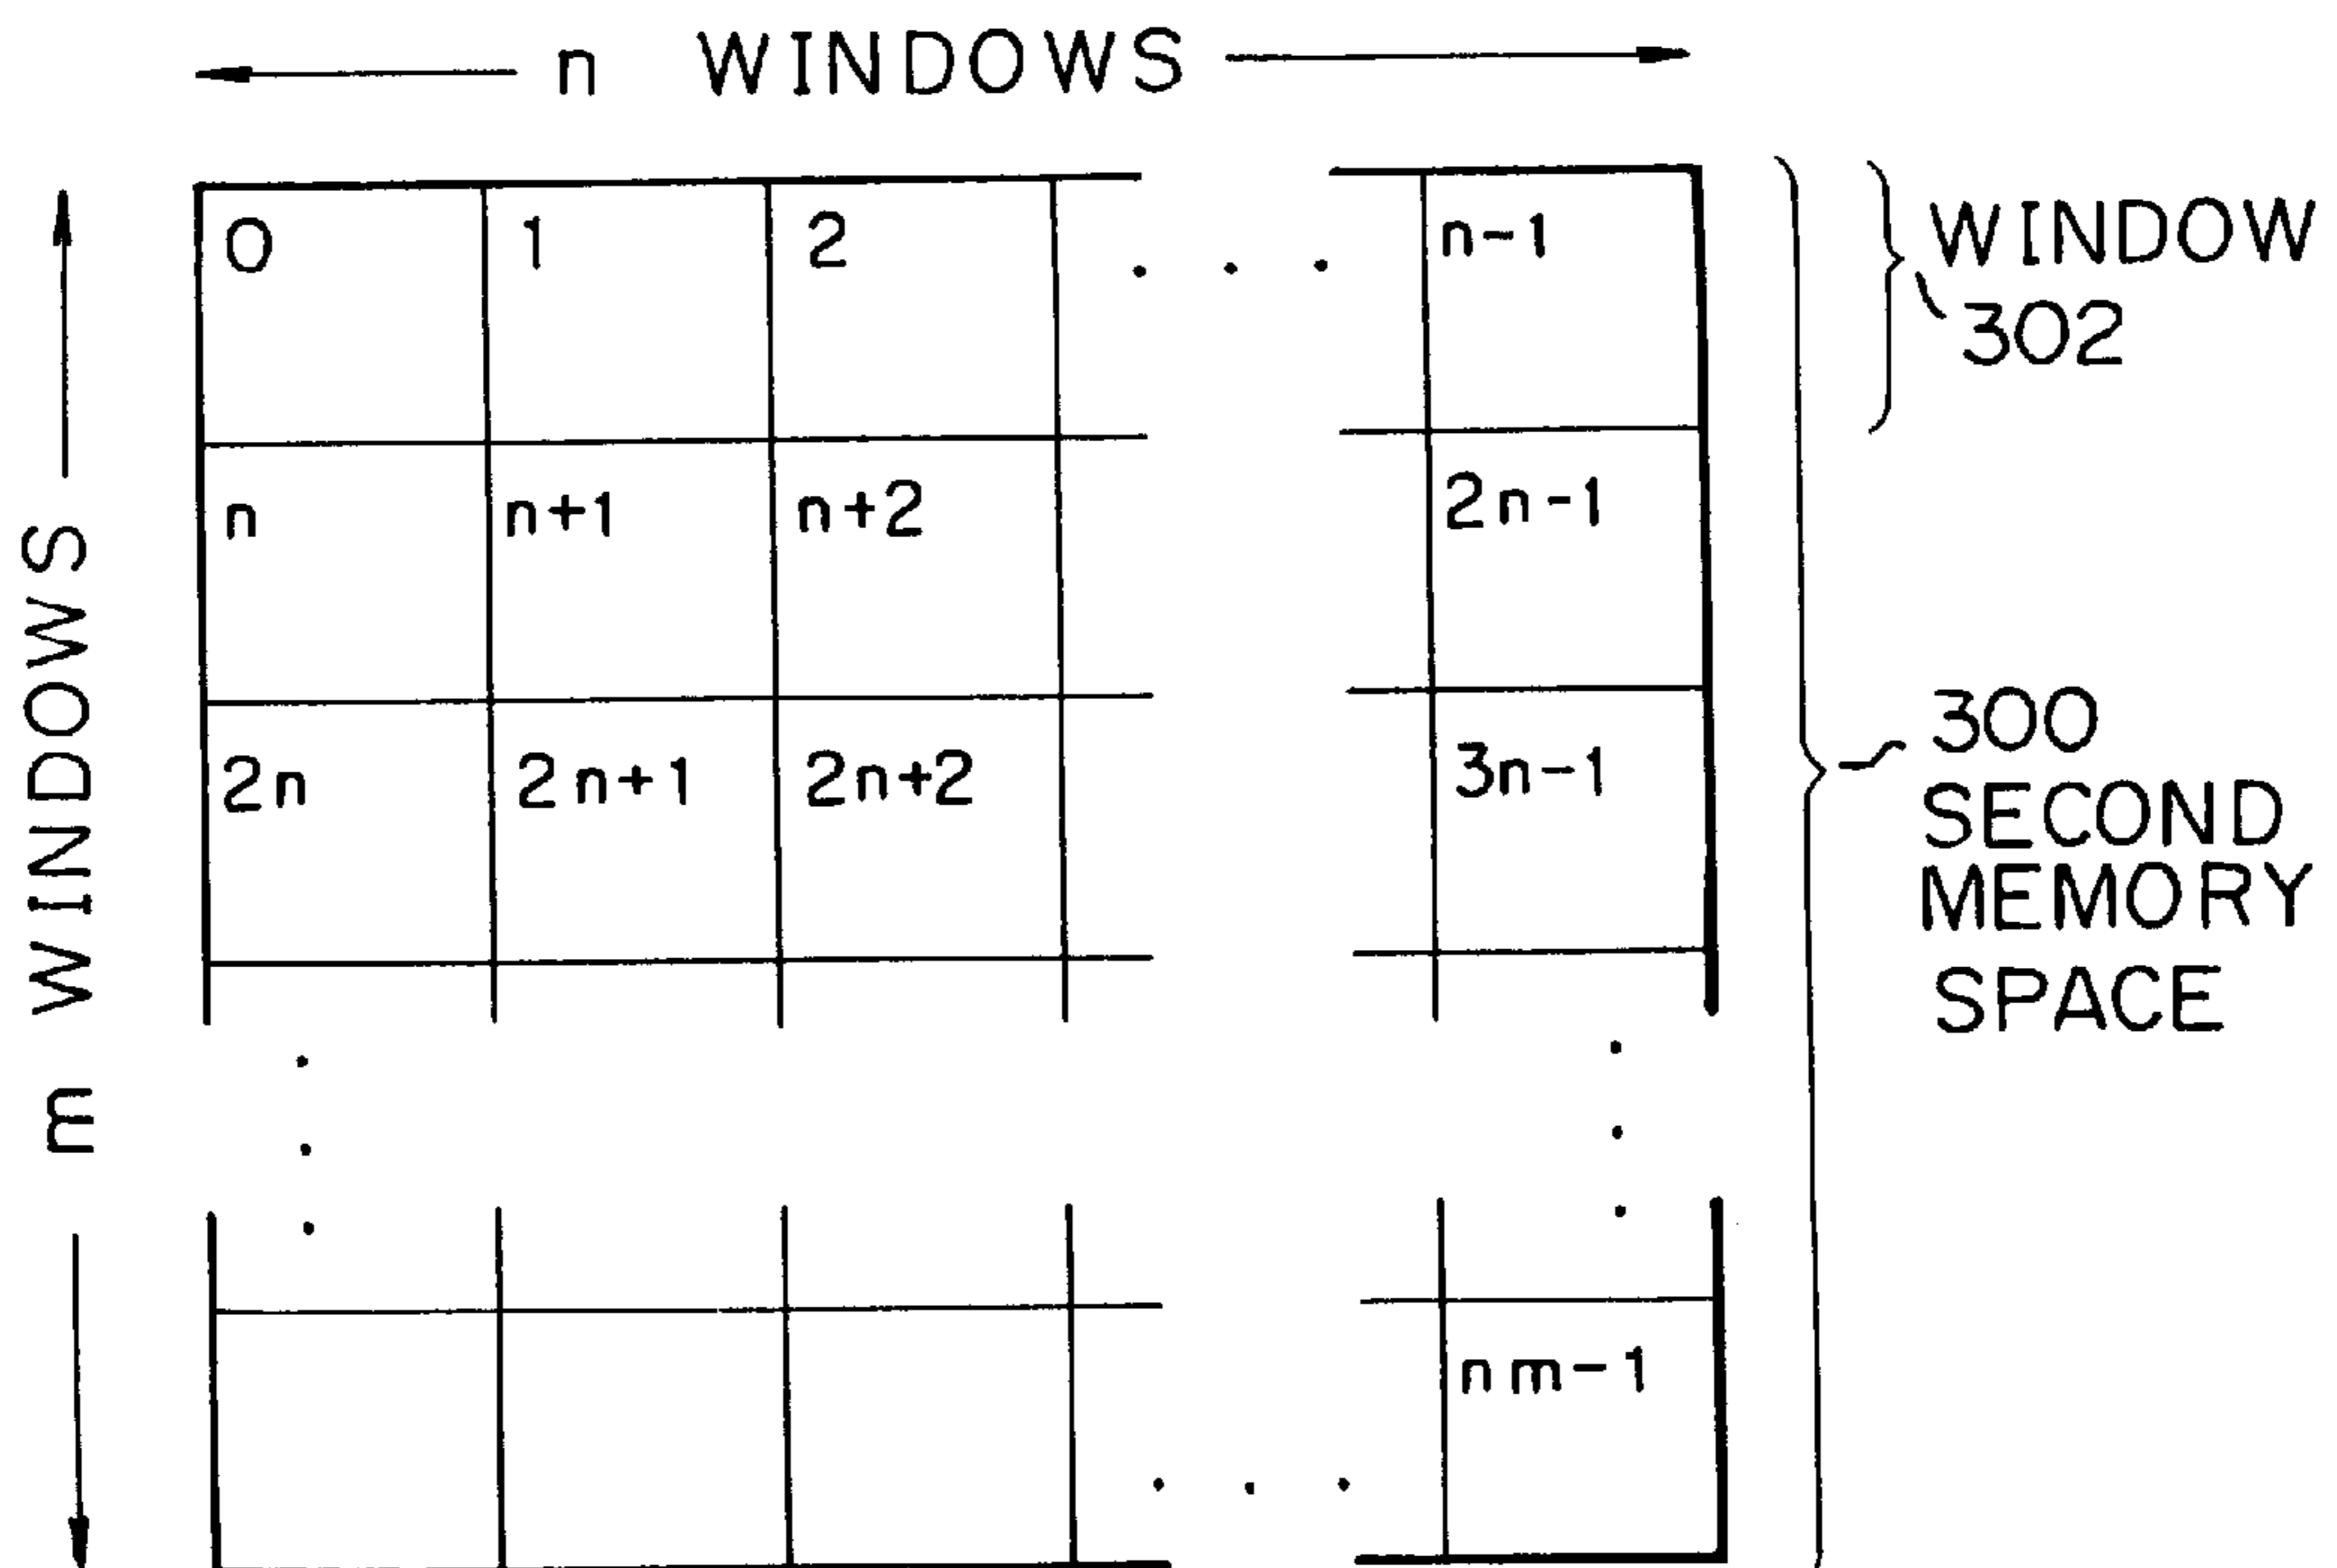 n WINDOWS
m WINDOWS
0 1 2 . . . n-1
n n+1 n+2 2n-1
2n 2n+1 2n+2 3n-1
nm-1
. . .
WINDOW
302
300
SECOND
MEMORY
SPACE